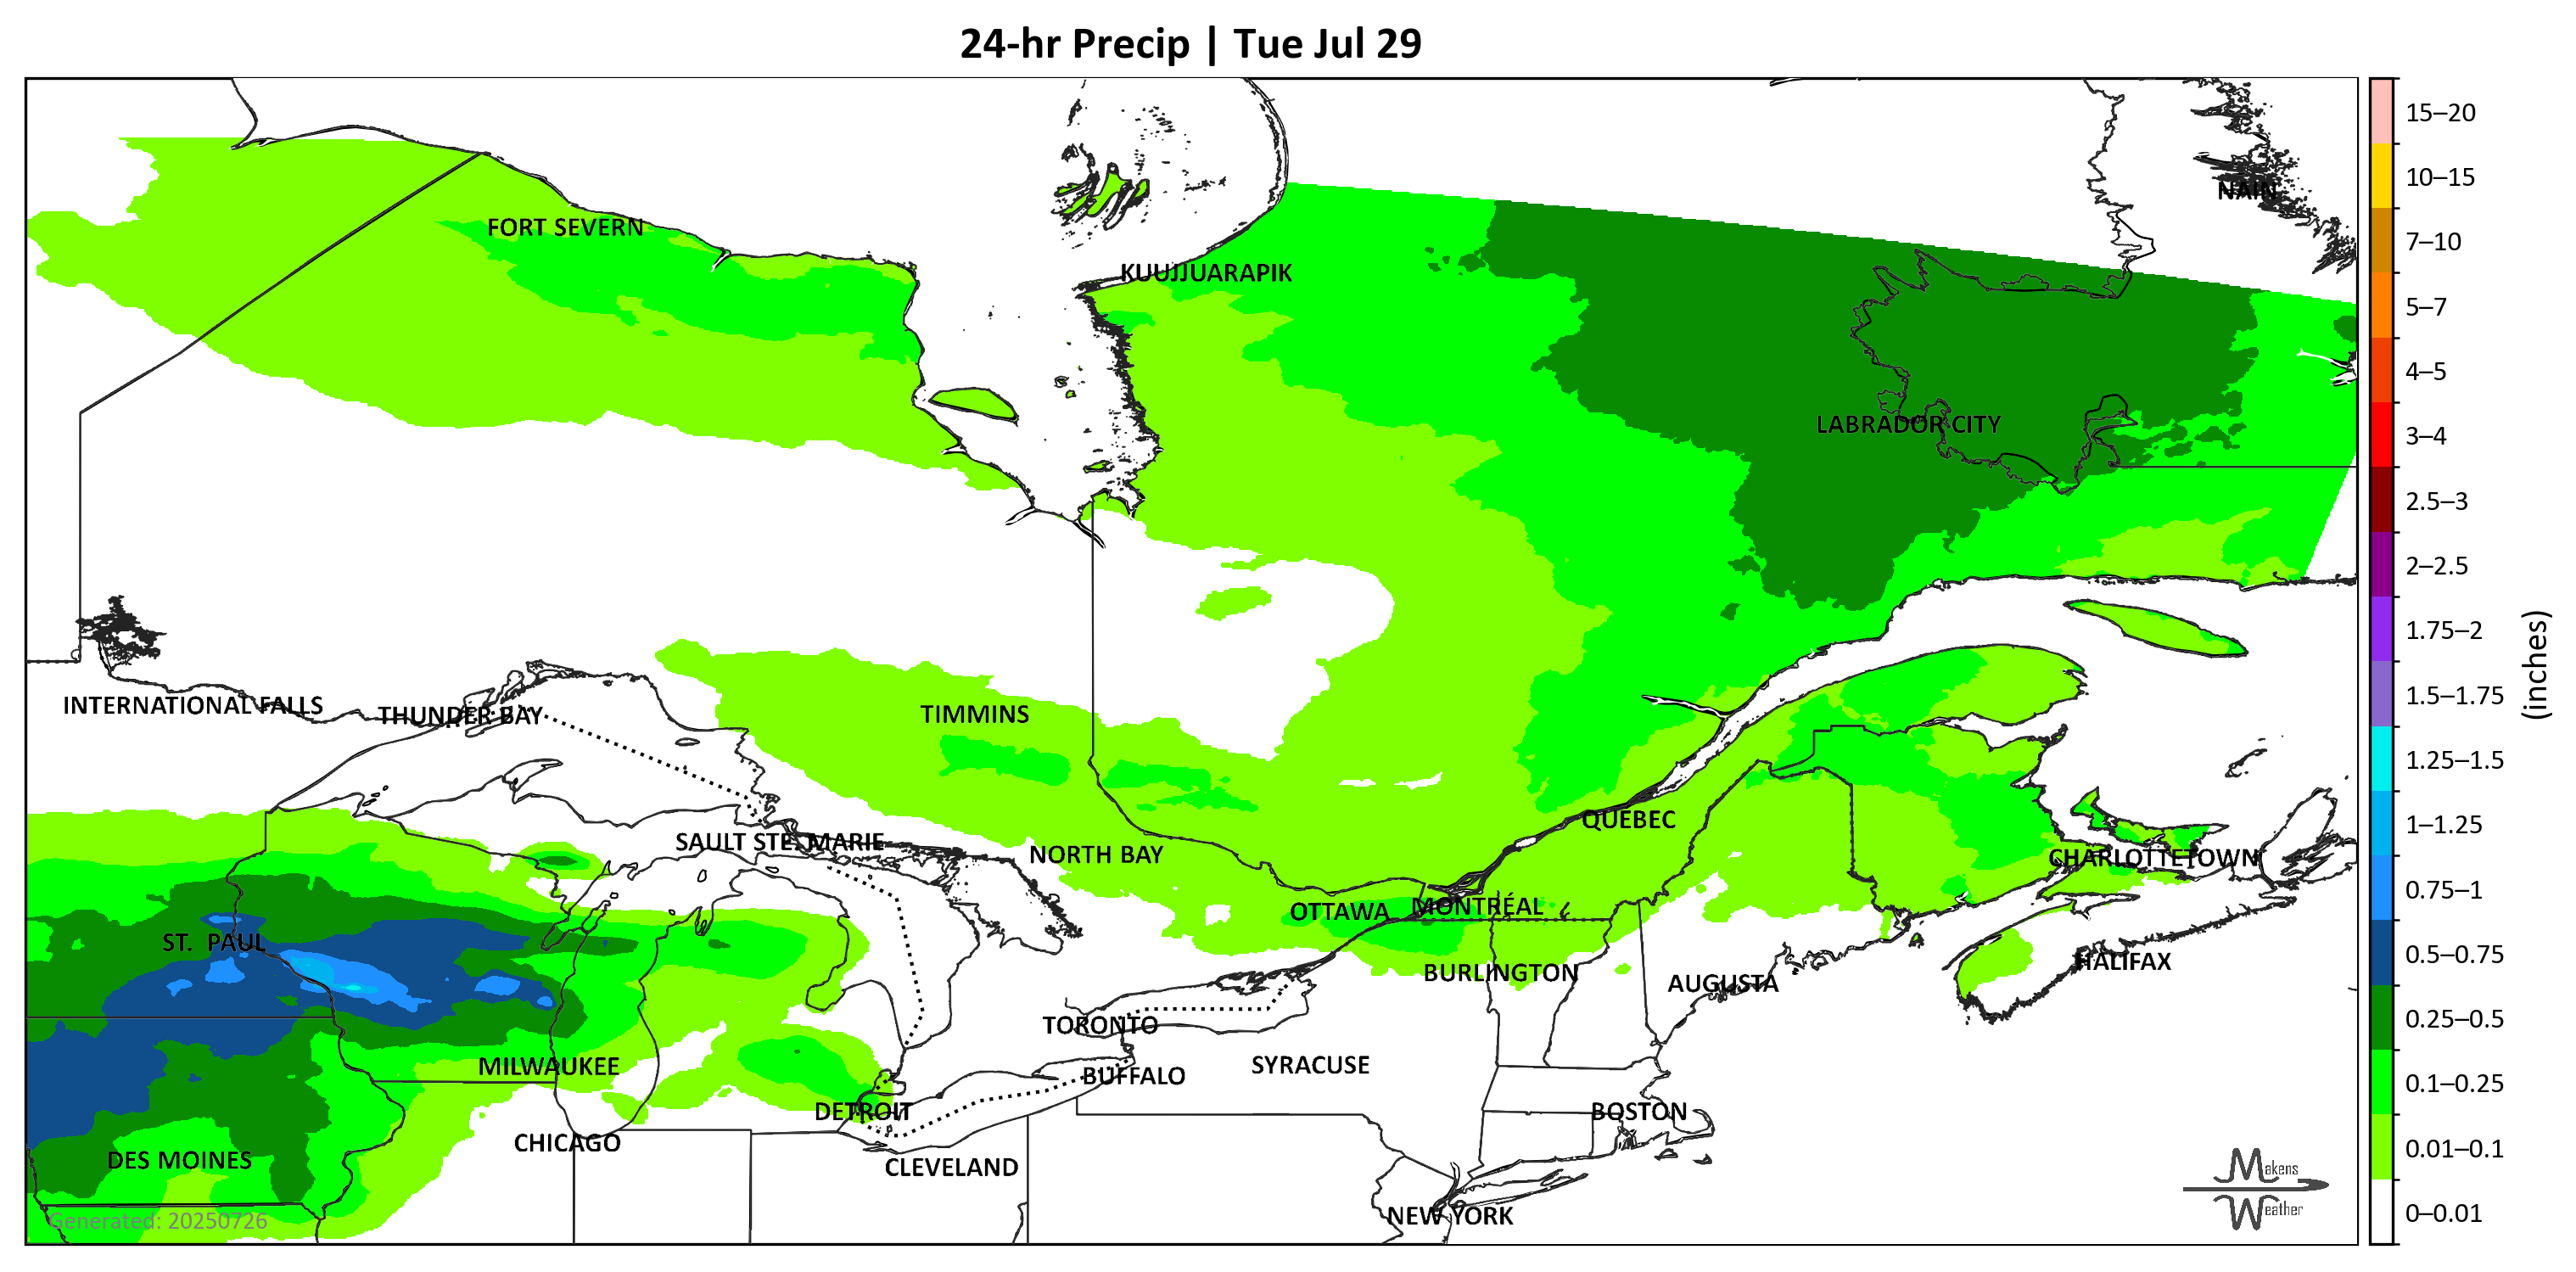 24-hr Precip | Tue Jul 29
15–20
10–15
7–10
5–7
4–5
3–4
2.5–3
2–2.5
1.75–2
1.5–1.75
1.25–1.5
1–1.25
0.75–1
0.5–0.75
0.25–0.5
0.1–0.25
0.01–0.1
0–0.01
(inches)
NAIN
FORT SEVERN
KUUJJUARAPIK
LABRADOR CITY
INTERNATIONAL FALLS
THUNDER BAY
TIMMINS
SAULT STE. MARIE
NORTH BAY
QUÉBEC
CHARLOTTETOWN
OTTAWA
MONTRÉAL
ST. PAUL
BURLINGTON
AUGUSTA
HALIFAX
TORONTO
MILWAUKEE
BUFFALO
SYRACUSE
DETROIT
BOSTON
CHICAGO
DES MOINES
CLEVELAND
NEW YORK
Generated: 20250726
Makens
Weather